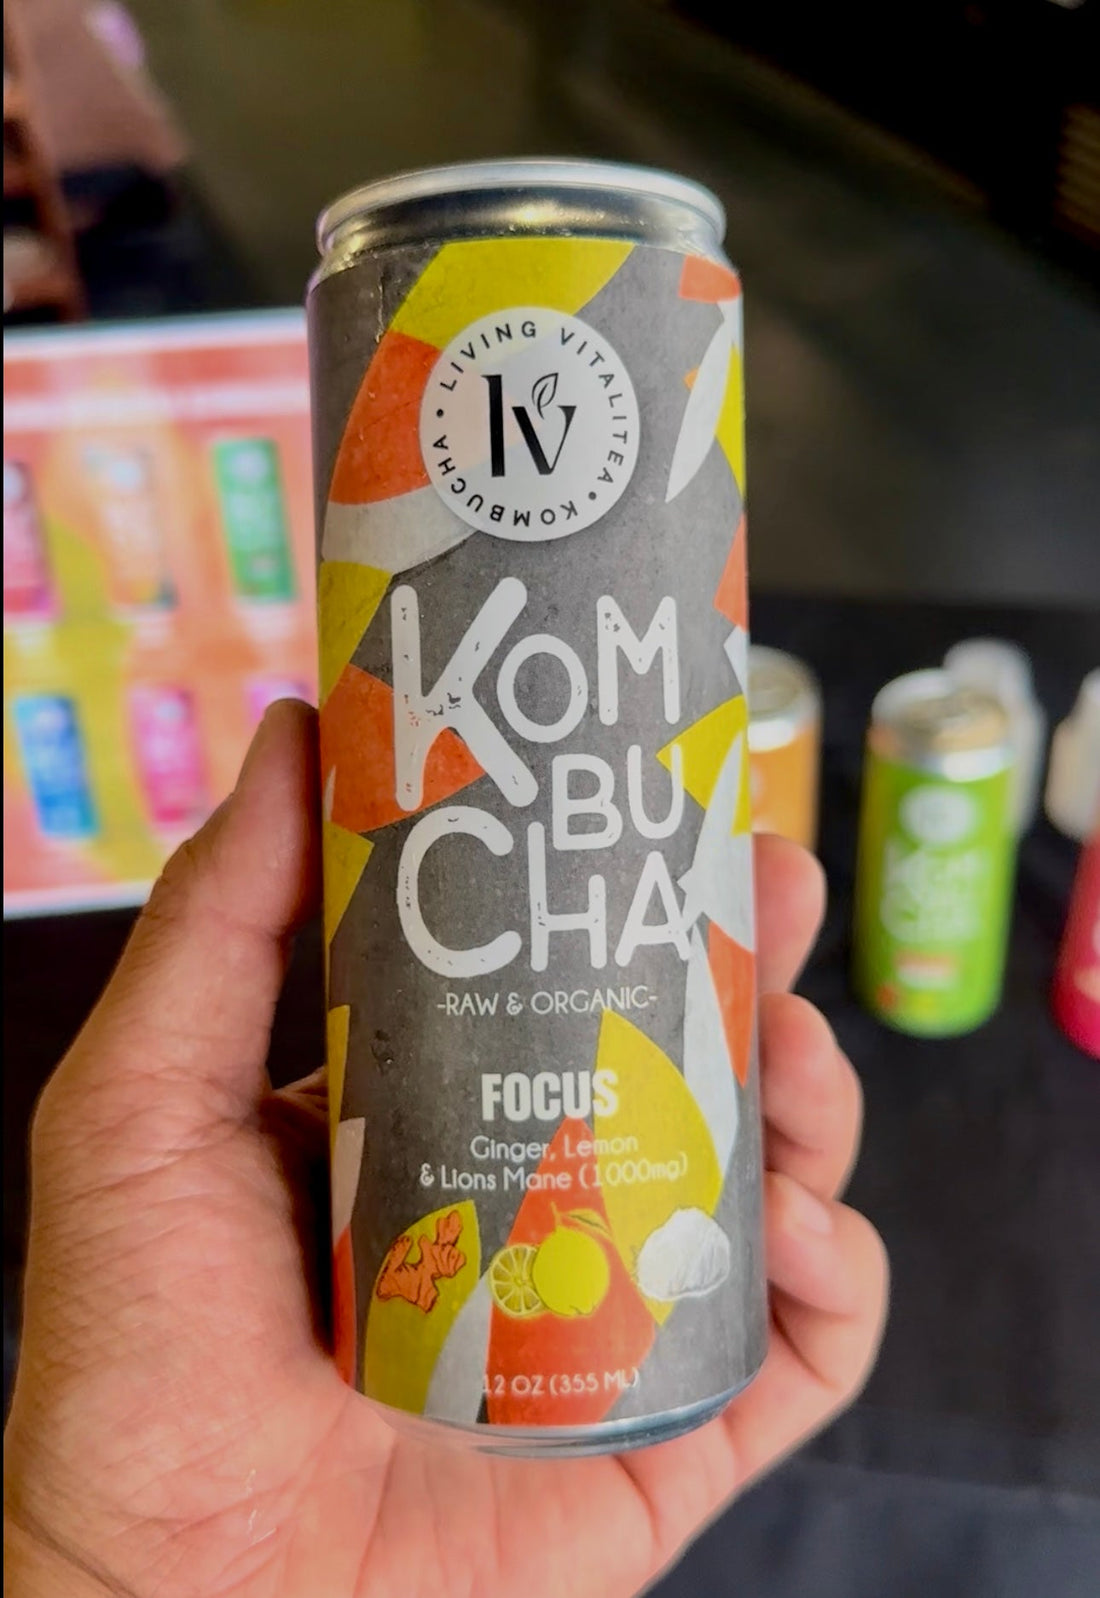 • LIVING VITALITEA • KOMBUCHA
lv
KOM
BU
CHA
-RAW & ORGANIC-
FOCUS
Ginger, Lemon
& Lions Mane (1000mg)
12 OZ (355 ML)